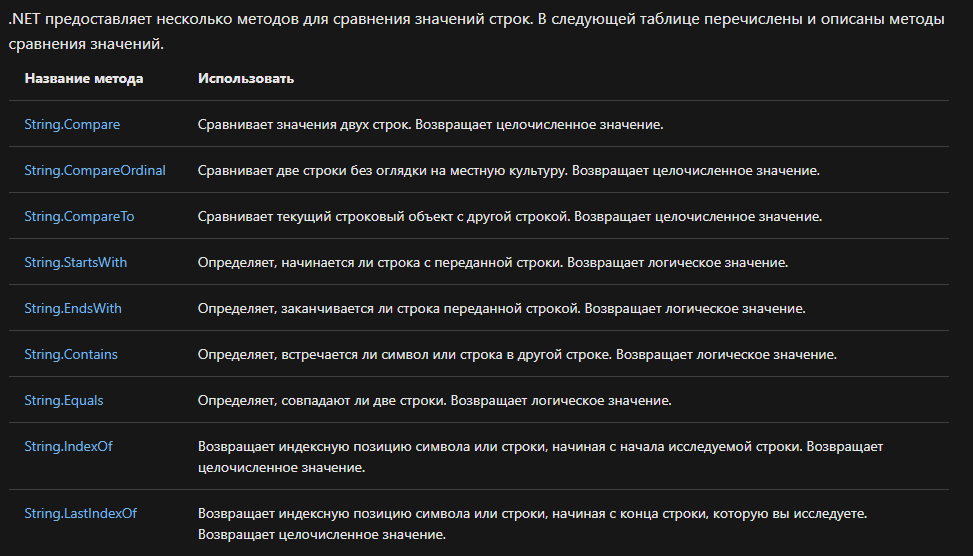 .NET предоставляет несколько методов для сравнения значений строк. В следующей таблице перечислены и описаны методы
сравнения значений.
Название метода Использовать
String.Compare Сравнивает значения двух строк. Возвращает целочисленное значение.
String.CompareOrdinal Сравнивает две строки без оглядки на местную культуру. Возвращает целочисленное значение.
String.CompareTo Сравнивает текущий строковый объект с другой строкой. Возвращает целочисленное значение.
String.StartsWith Определяет, начинается ли строка с переданной строки. Возвращает логическое значение.
String.EndsWith Определяет, заканчивается ли строка переданной строкой. Возвращает логическое значение.
String.Contains Определяет, встречается ли символ или строка в другой строке. Возвращает логическое значение.
String.Equals Определяет, совпадают ли две строки. Возвращает логическое значение.
String.IndexOf Возвращает индексную позицию символа или строки, начиная с начала исследуемой строки. Возвращает
целочисленное значение.
String.LastIndexOf Возвращает индексную позицию символа или строки, начиная с конца строки, которую вы исследуете.
Возвращает целочисленное значение.